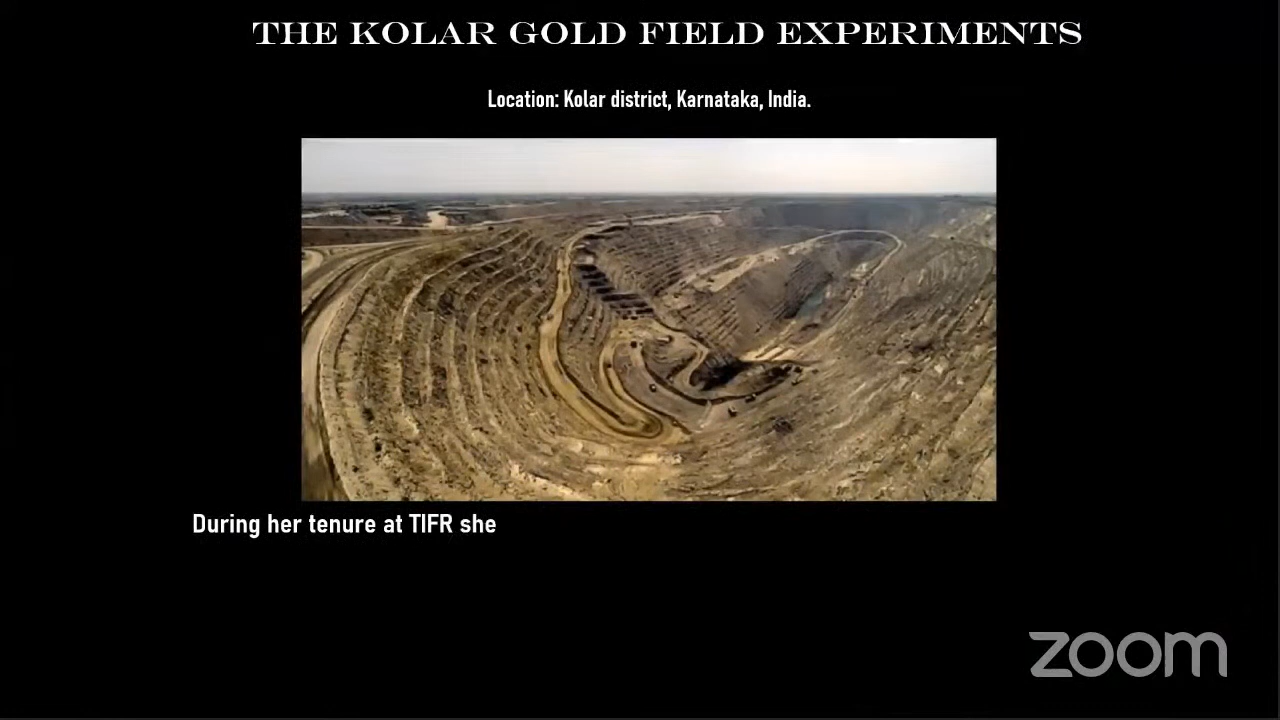 THE KOLAR GOLD FIELD EXPERIMENTS
Location: Kolar district, Karnataka, India.
During her tenure at TIFR she
zoom